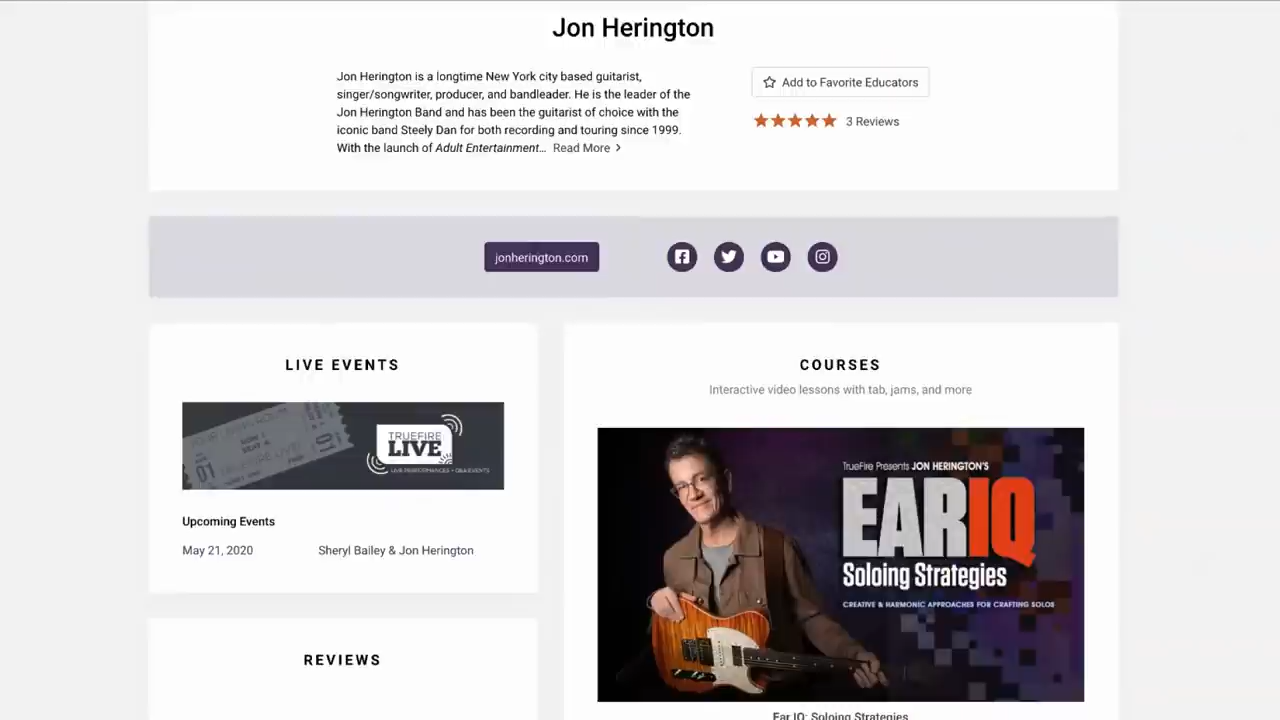 Jon Herington
Jon Herington is a longtime New York city based guitarist,
singer/songwriter, producer, and bandleader. He is the leader of the
Jon Herington Band and has been the guitarist of choice with the
iconic band Steely Dan for both recording and touring since 1999.
With the launch of Adult Entertainment… Read More
Add to Favorite Educators
3 Reviews
jonherington.com
LIVE EVENTS
TRUEFIRE
LIVE
LIVE PERFORMANCES + Q&A EVENTS
Upcoming Events
May 21, 2020 Sheryl Bailey & Jon Herington
REVIEWS
COURSES
Interactive video lessons with tab, jams, and more
TrueFire Presents JON HERINGTON'S
EAR IQ
Soloing Strategies
CREATIVE & HARMONIC APPROACHES FOR CRAFTING SOLOS
Ear IQ: Soloing Strategies